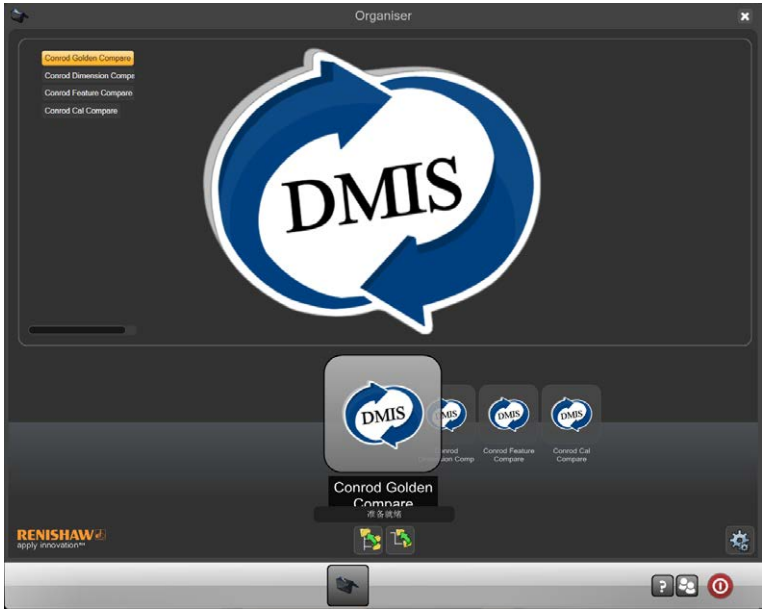 Organiser
Conrod Golden Compare
Conrod Dimension Compa
Conrod Feature Compare
Conrod Cal Compare
DMIS
DMIS
DMIS
DMIS
DMIS
Conrod Feature
Compare
Conrod Cal
Compare
Conrod Golden
Compare
准备就绪
RENISHAW
apply innovation™
?